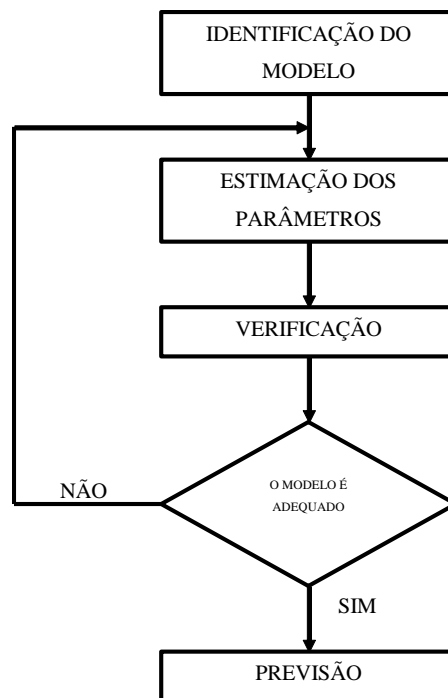 IDENTIFICAÇÃO DO
MODELO
ESTIMAÇÃO DOS
PARÂMETROS
VERIFICAÇÃO
O MODELO É
ADEQUADO
NÃO
SIM
PREVISÃO